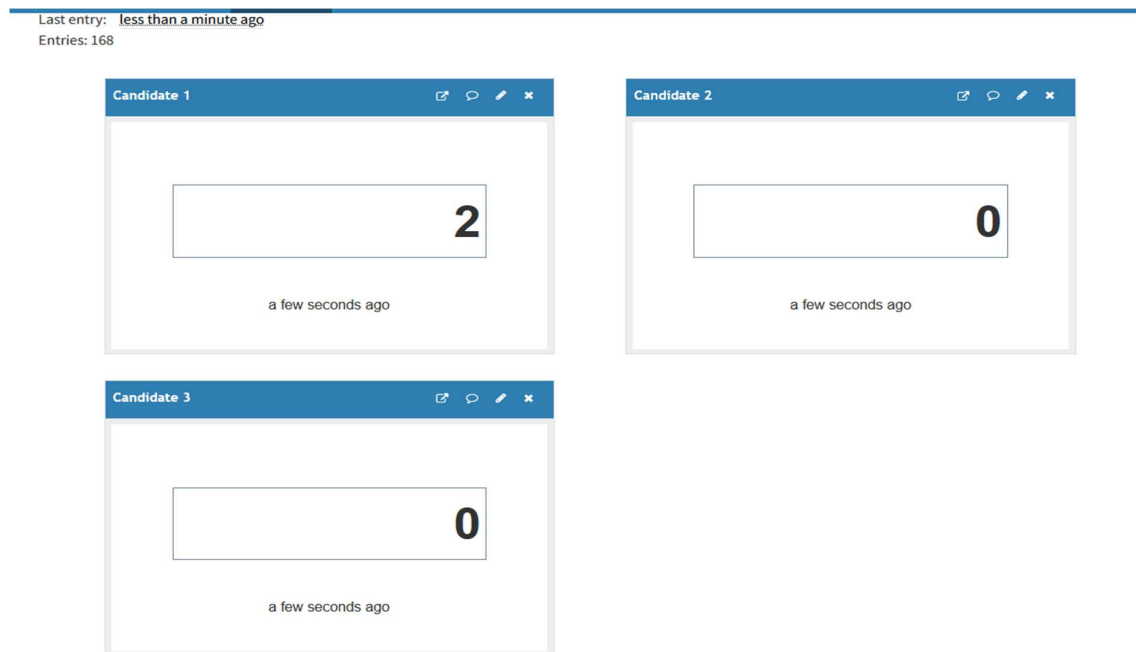 Last entry: less than a minute ago
Entries: 168
Candidate 1
2
a few seconds ago
Candidate 2
0
a few seconds ago
Candidate 3
0
a few seconds ago